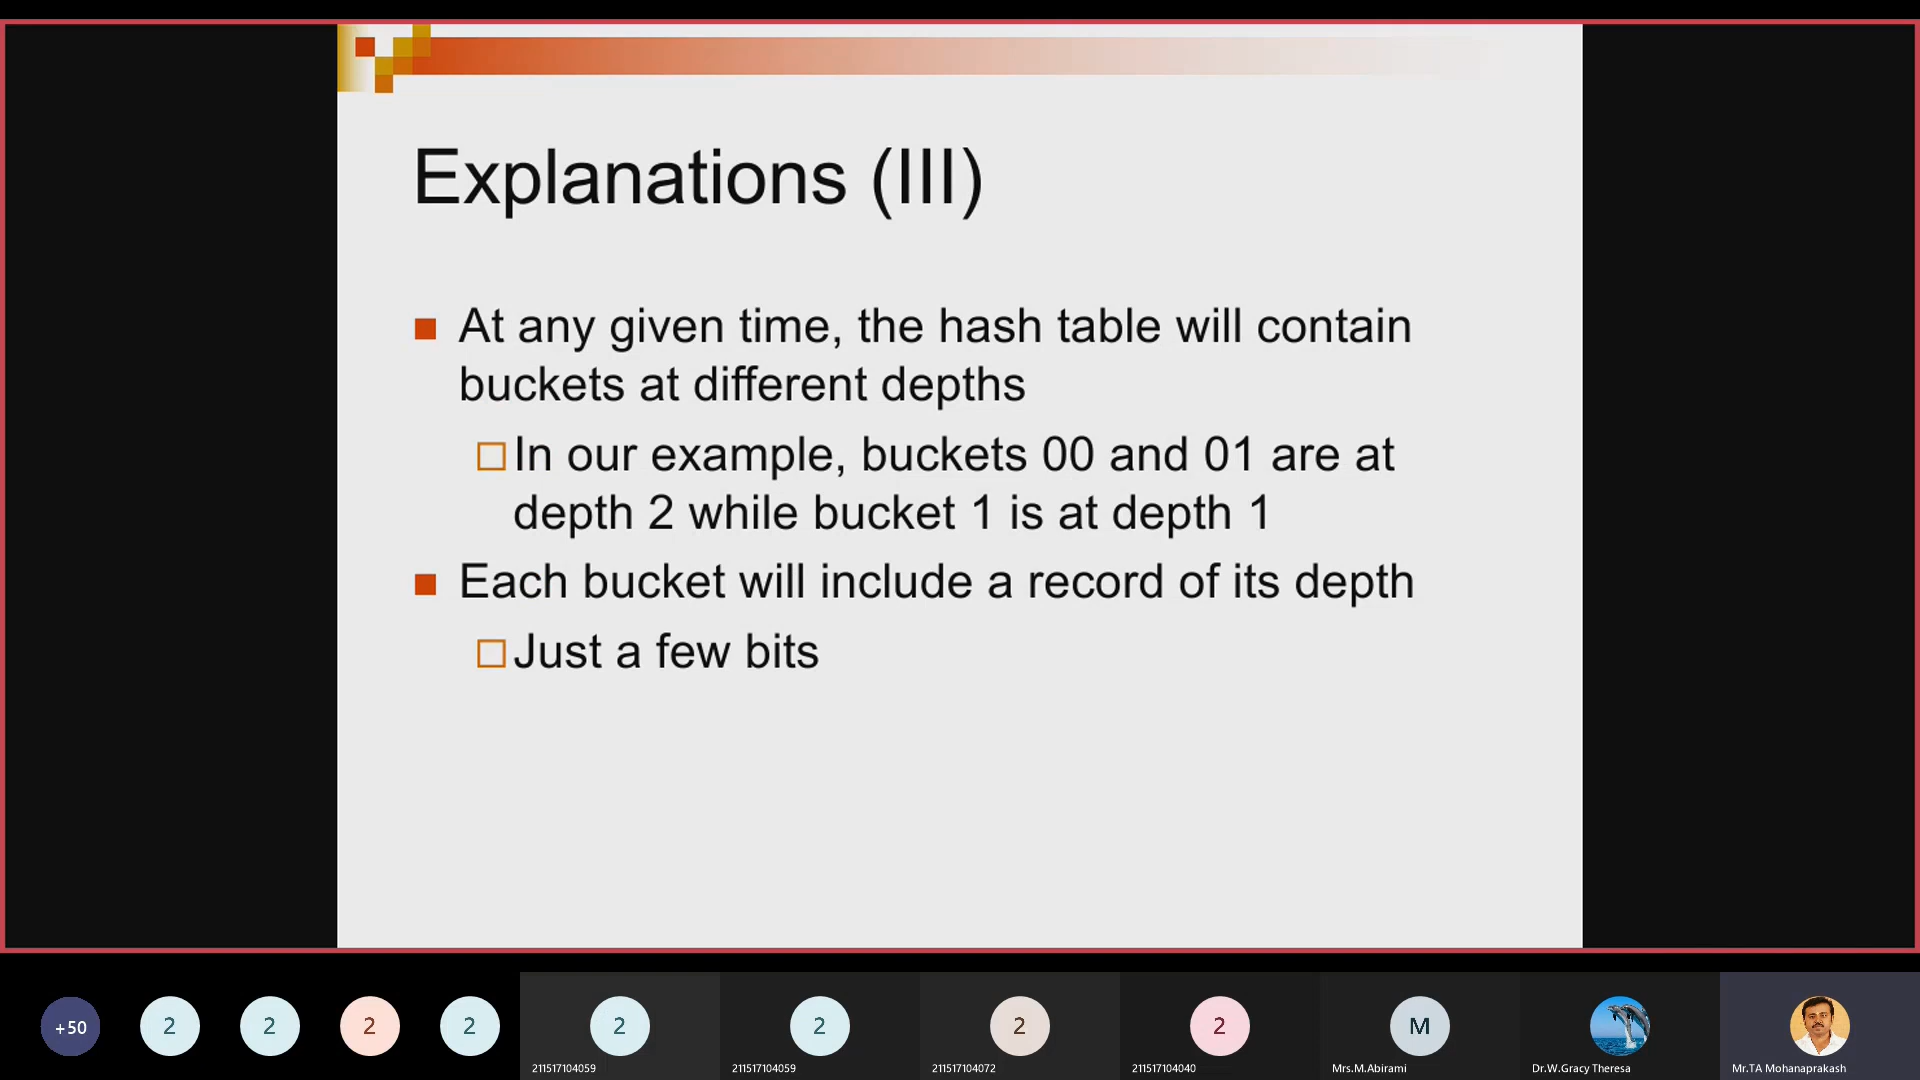 Explanations (III)
At any given time, the hash table will contain
buckets at different depths
In our example, buckets 00 and 01 are at
depth 2 while bucket 1 is at depth 1
Each bucket will include a record of its depth
Just a few bits
+50
2
2
2
2
2
2
2
2
M
211517104059
211517104059
211517104072
211517104040
Mrs.M.Abirami
Dr.W.Gracy Theresa
Mr.TA Mohanaprakash